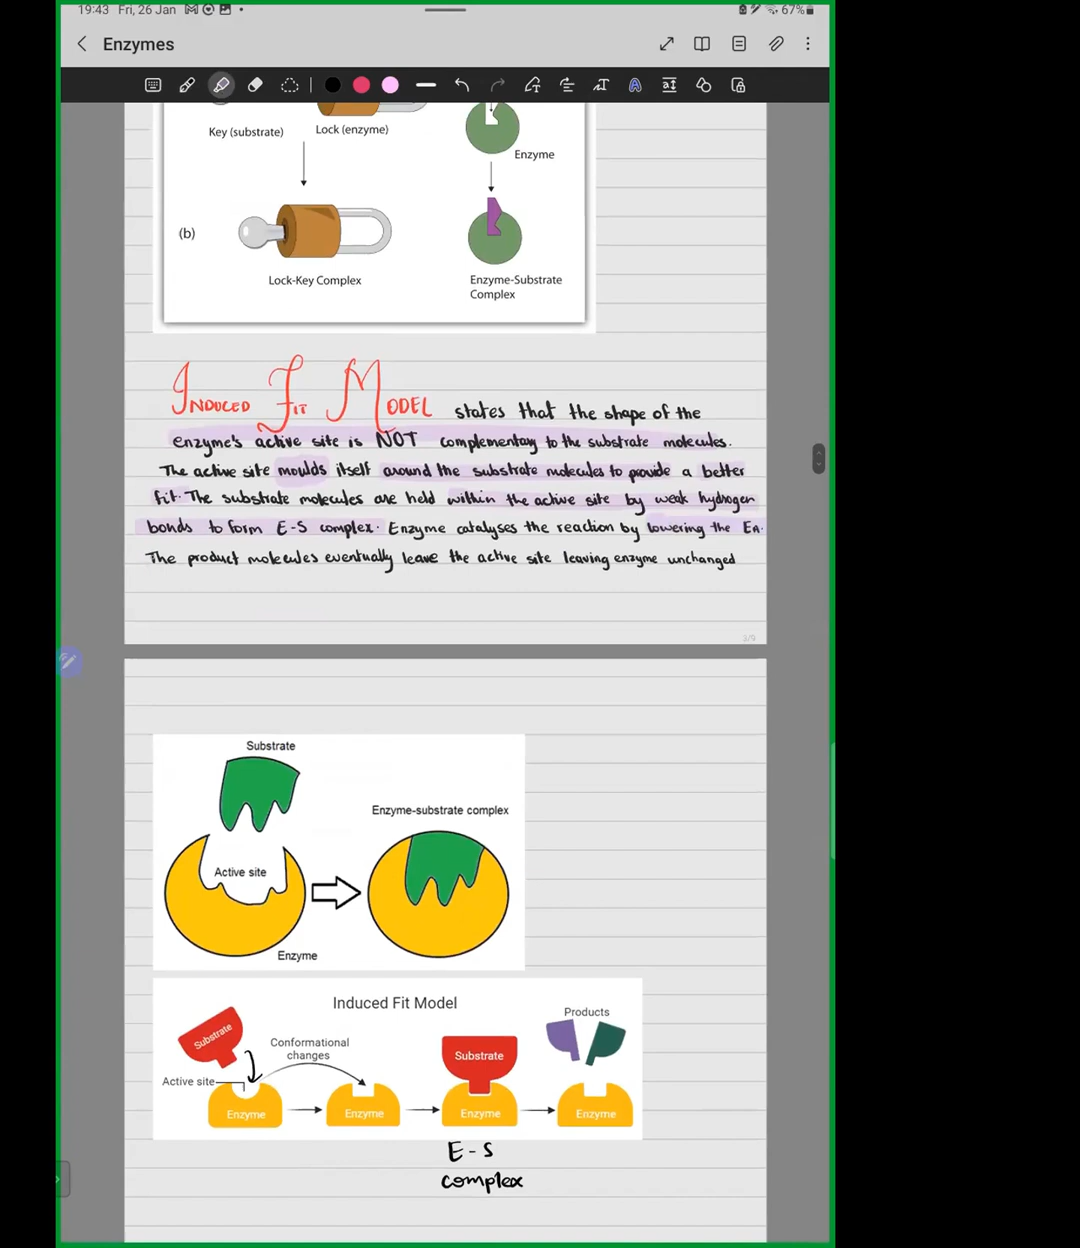 19:43 Fri, 26 Jan
67%
Enzymes
Key (substrate)
Lock (enzyme)
Enzyme
(b)
Lock-Key Complex
Enzyme-Substrate
Complex
INDUCED FIT MODEL states that the shape of the
enzyme's active site is NOT complementary to the substrate molecules.
The active site moulds itself around the substrate molecules to provide a better
fit. The substrate molecules are hold within the active site by weak hydrogen
bonds to form E-S complex. Enzyme catalyses the reaction by lowering the EA.
The product molecules eventually leave the active site leaving enzyme unchanged
3/9
Substrate
Enzyme-substrate complex
Active site
Enzyme
Induced Fit Model
Products
Substrate
Conformational
changes
Substrate
Active site
Enzyme
Enzyme
Enzyme
Enzyme
E-S
complex